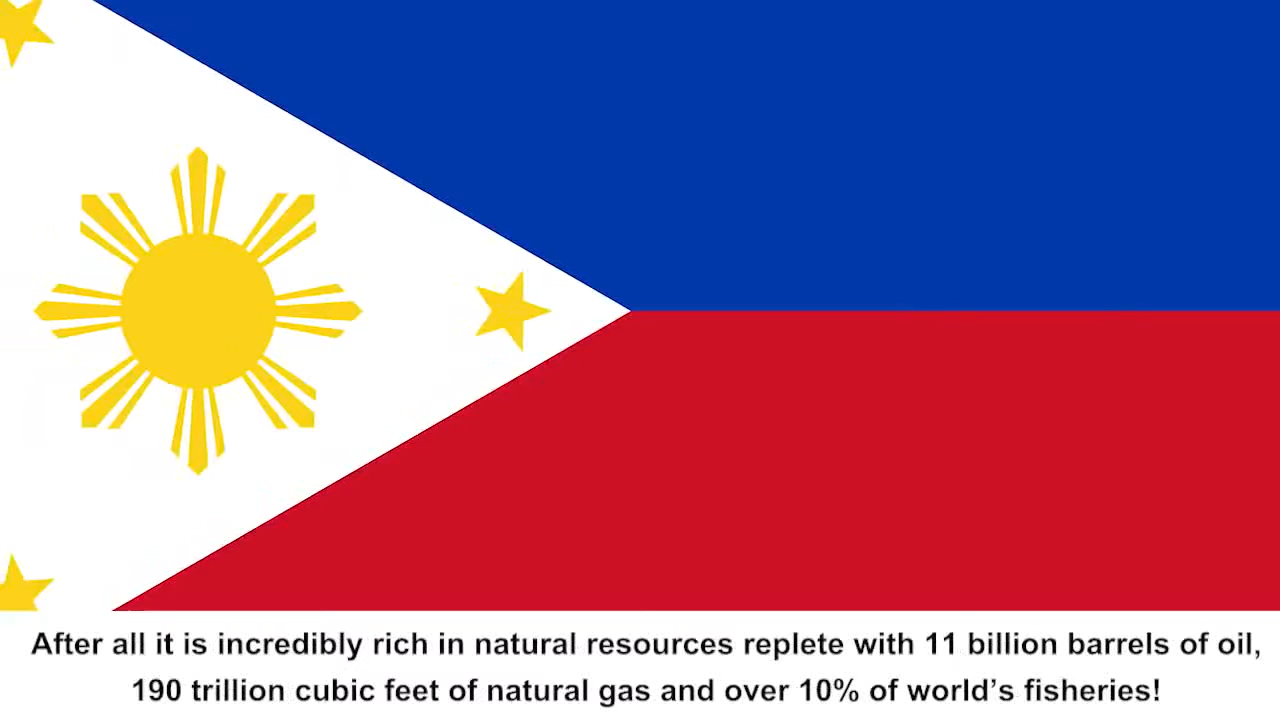 After all it is incredibly rich in natural resources replete with 11 billion barrels of oil,
190 trillion cubic feet of natural gas and over 10% of world’s fisheries!